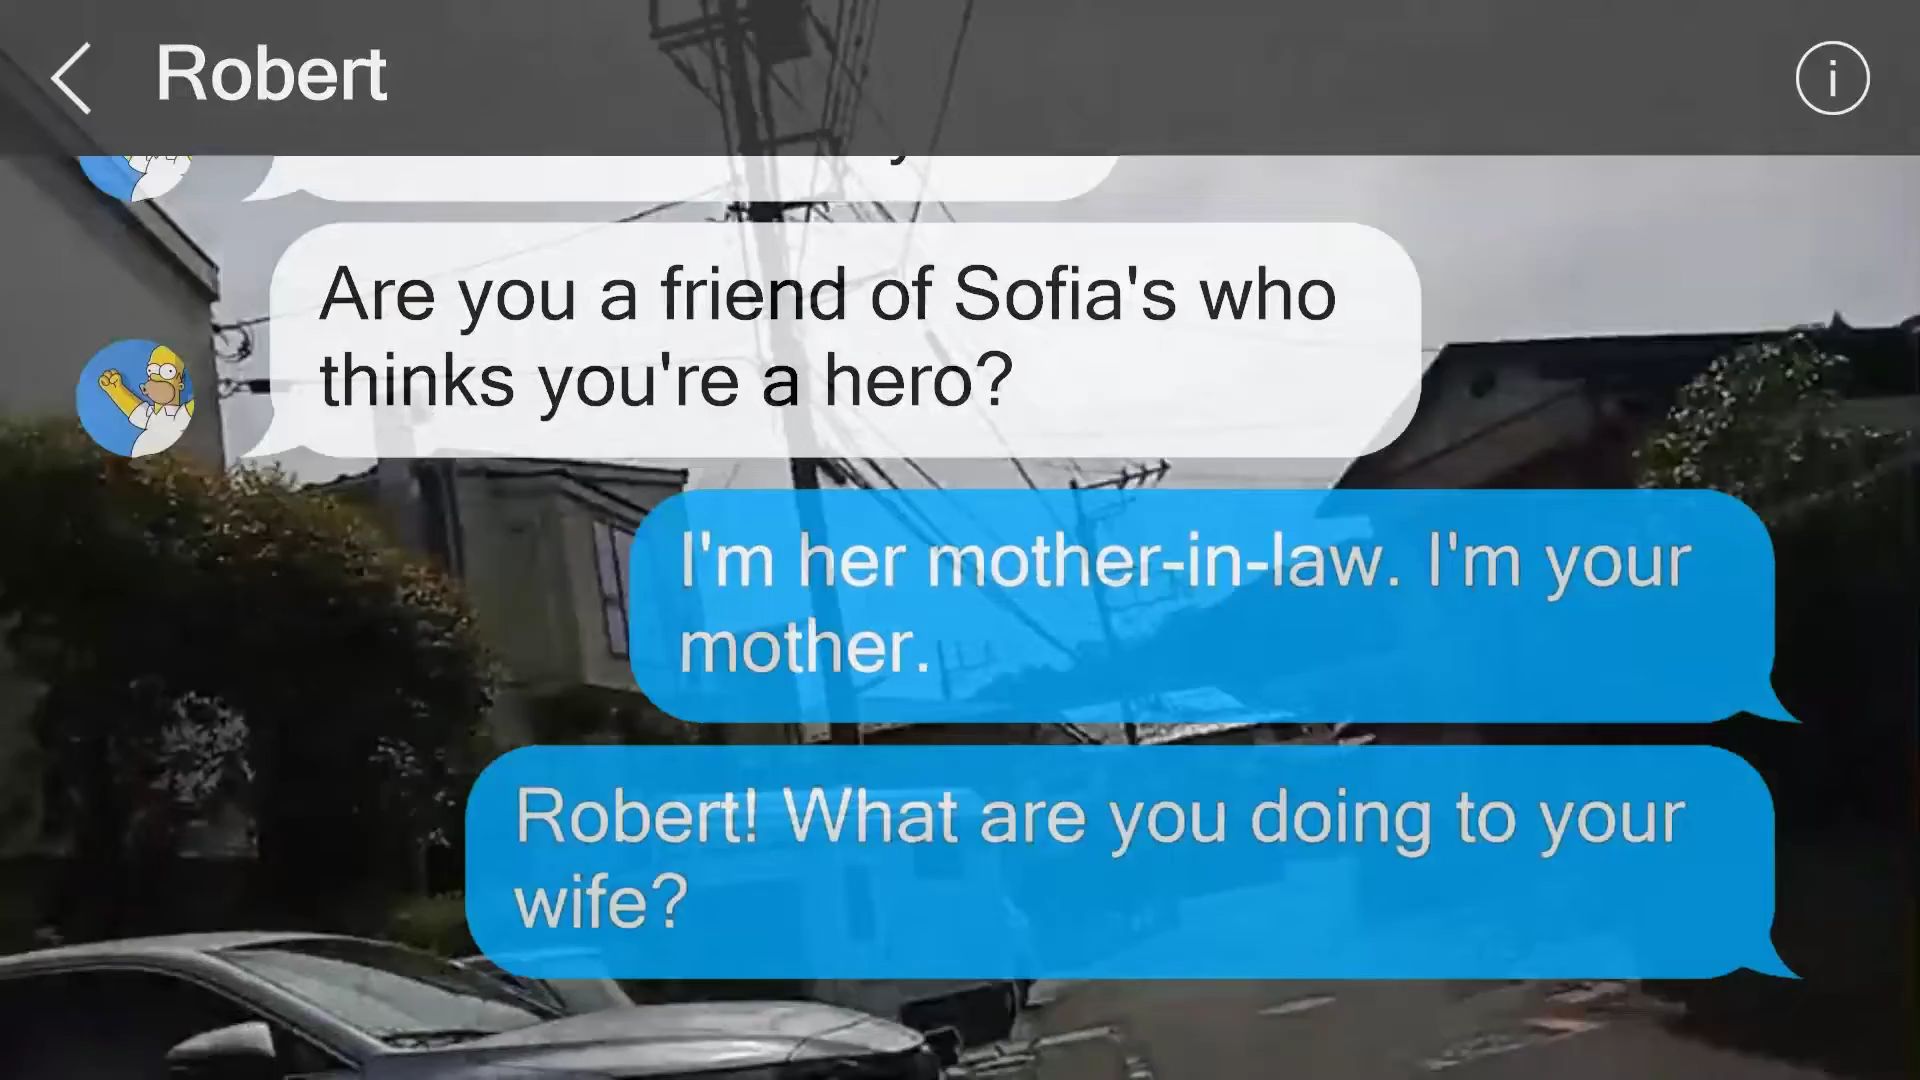 Robert
Are you a friend of Sofia's who
thinks you're a hero?
I'm her mother-in-law. I'm your
mother.
Robert! What are you doing to your
wife?